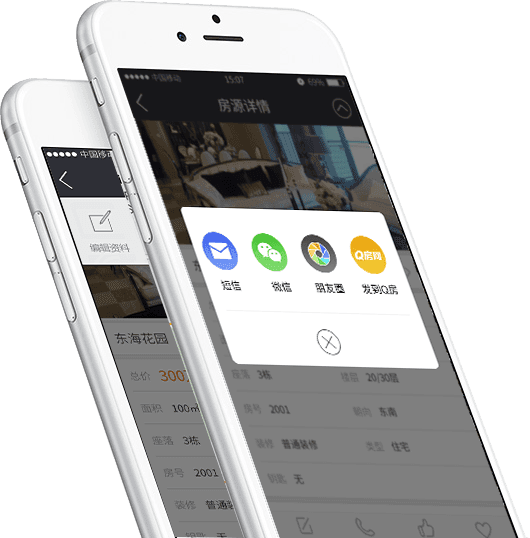 中国移动 15:07 69%
房源详情
Q房网
短信 微信 朋友圈 发到Q房
座落 3栋 楼层 20/30层
房号 2001 朝向 东南
装修 普通装修 类型 住宅
钥匙 无
中国移动
编辑资料
东海花园
总价 300
面积 100㎡
座落 3栋
房号 2001
装修 普通装
钥匙 无